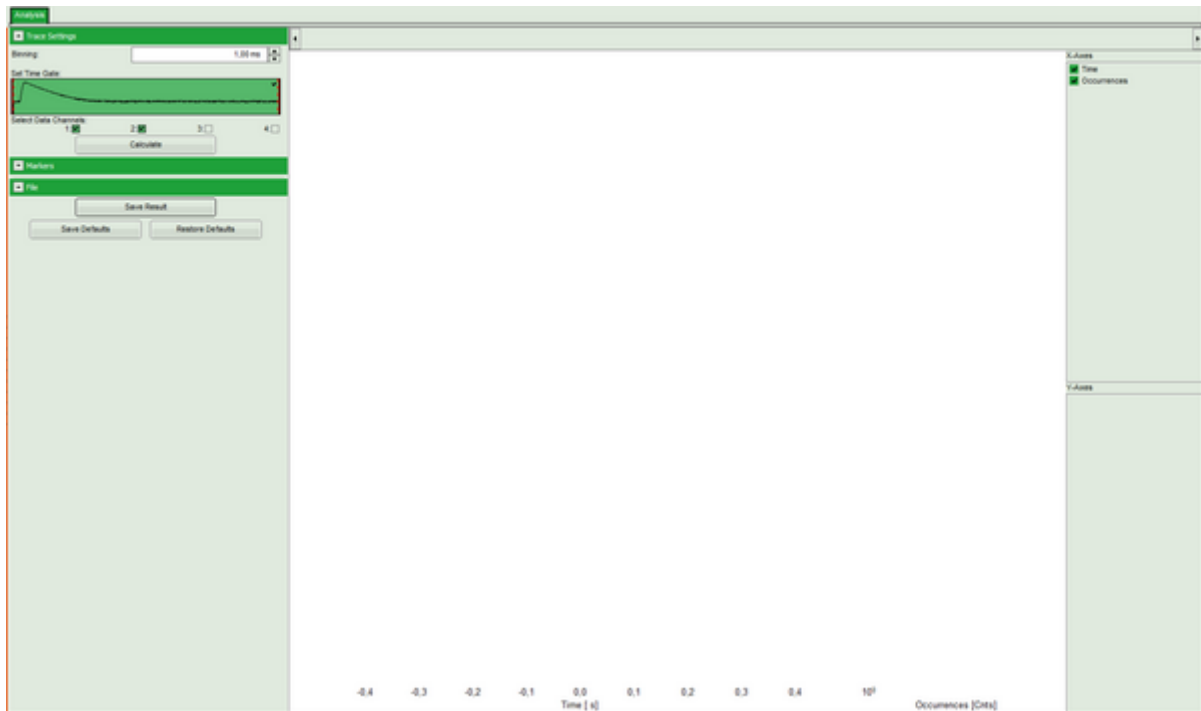 Analysis
Trace Settings
Binning: 1.00 ms
Set Time Gate:
Select Data Channels:
1: 2: 3: 4:
Calculate
Markers
File
Save Result
Save Defaults Restore Defaults
X-Axes
Time
Occurrences
Y-Axes
-0,4 -0,3 -0,2 -0,1 0,0 0,1 0,2 0,3 0,4 10⁰
Time [ s] Occurrences [Cnts]